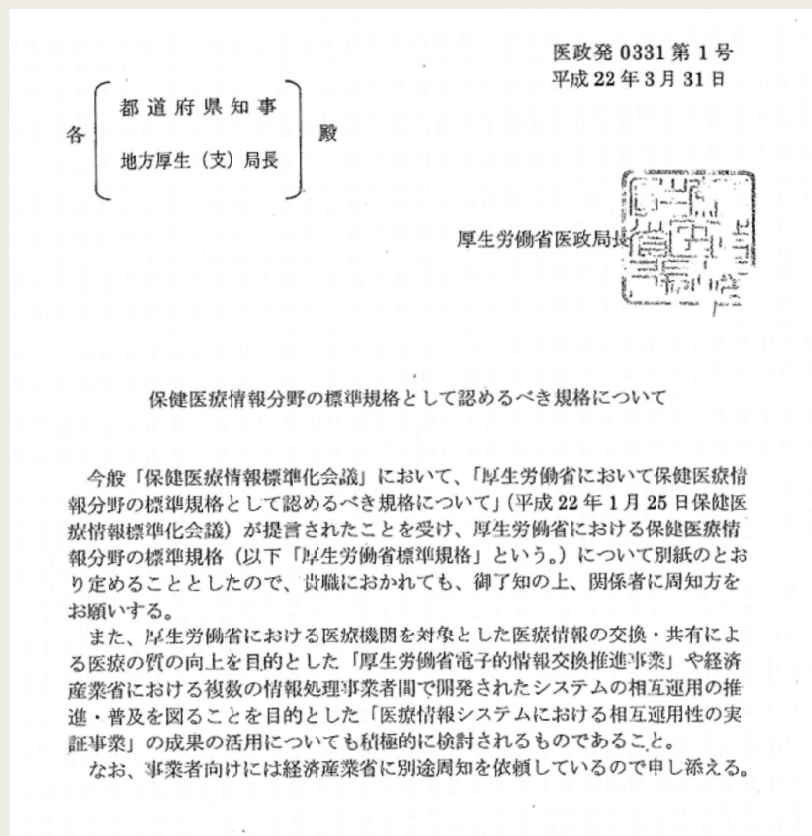 医政発 0331 第 1 号
平成 22 年 3 月 31 日
各
都道府県知事
地方厚生（支）局長
殿
厚生労働省医政局長
保健医療情報分野の標準規格として認めるべき規格について
今般「保健医療情報標準化会議」において、「厚生労働省において保健医療情
報分野の標準規格として認めるべき規格について」（平成 22 年 1 月 25 日保健医
療情報標準化会議）が提言されたことを受け、厚生労働省における保健医療情
報分野の標準規格（以下「厚生労働省標準規格」という。）について別紙のとお
り定めることとしたので、貴職におかれても、御了知の上、関係者に周知方を
お願いする。
また、厚生労働省における医療機関を対象とした医療情報の交換・共有によ
る医療の質の向上を目的とした「厚生労働省電子的情報交換推進事業」や経済
産業省における複数の情報処理事業者間で開発されたシステムの相互運用の推
進・普及を図ることを目的とした「医療情報システムにおける相互運用性の実
証事業」の成果の活用についても積極的に検討されるものであること。
なお、事業者向けには経済産業省に別途周知を依頼しているので申し添える。